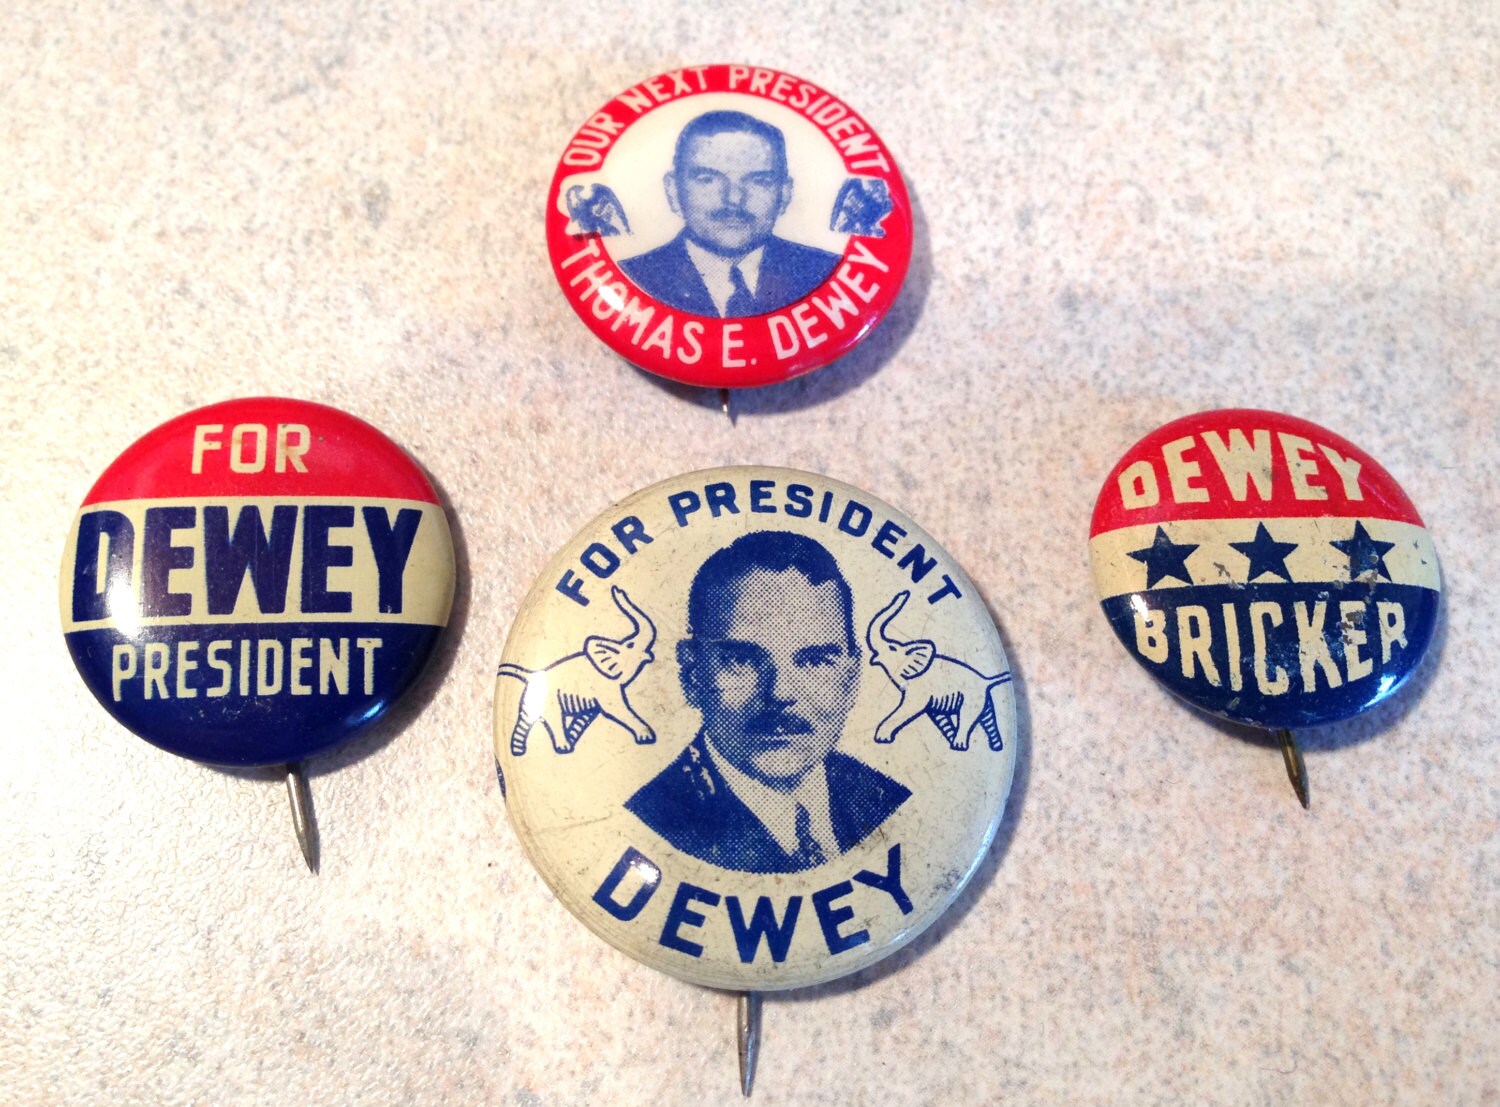 OUR NEXT PRESIDENT
THOMAS E. DEWEY
FOR
DEWEY
PRESIDENT
FOR PRESIDENT
DEWEY
DEWEY
BRICKER